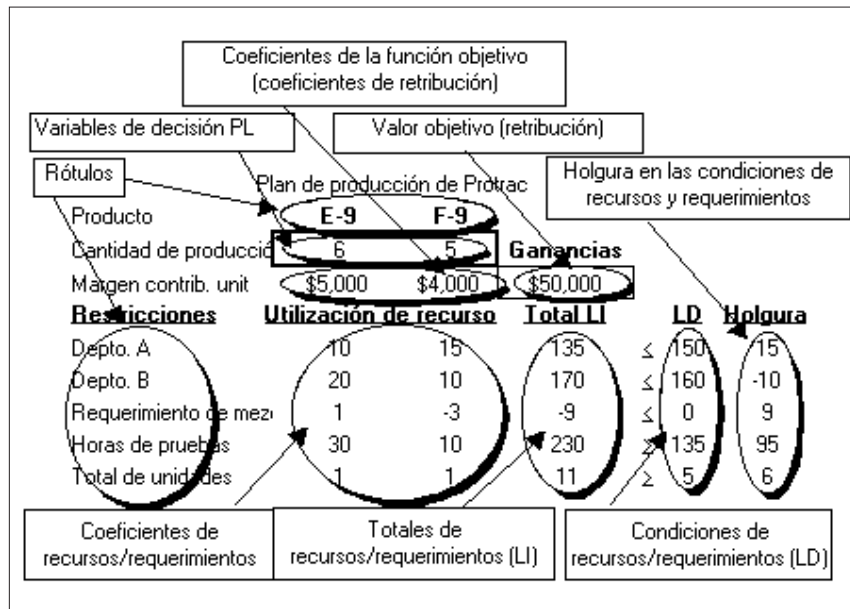 Coeficientes de la función objetivo
(coeficientes de retribución)
Variables de decisión PL
Valor objetivo (retribución)
Rótulos
Holgura en las condiciones de
recursos y requerimientos
Plan de producción de Protrac
Producto E-9 F-9
Cantidad de producció 6 5 Ganancias
Margen contrib. unit $5,000 $4,000 $50,000
Restricciones Utilización de recurso Total LI LD Holgura
Depto. A 10 15 135 ≤ 150 15
Depto. B 20 10 170 ≤ 160 -10
Requerimiento de mez 1 -3 -9 ≤ 0 9
Horas de pruebas 30 10 230 ≥ 135 95
Total de unidades 1 1 11 ≥ 5 6
Coeficientes de
recursos/requerimientos
Totales de
recursos/requerimientos (LI)
Condiciones de
recursos/requerimientos (LD)